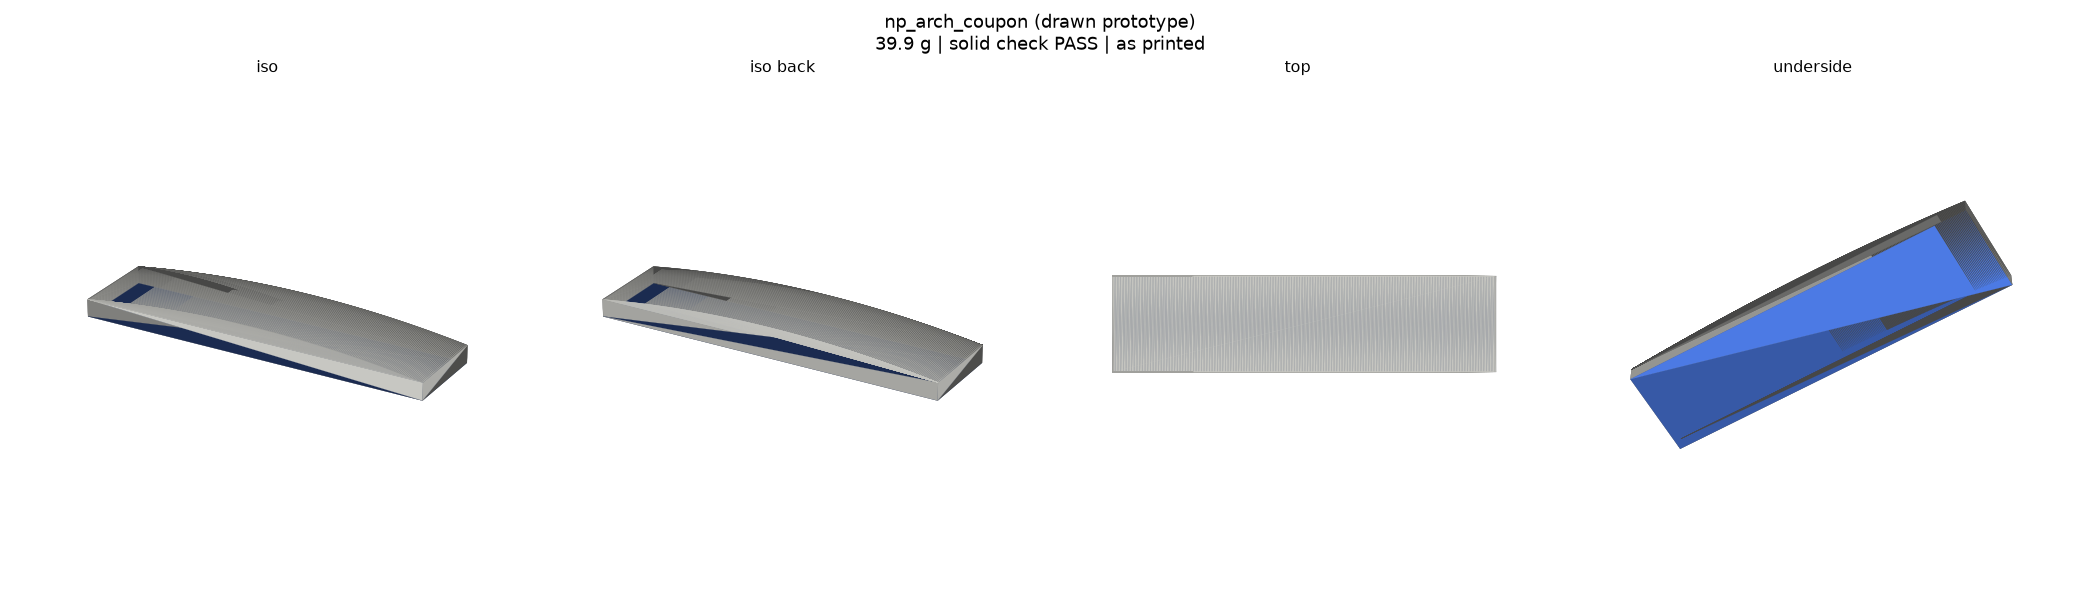 np_arch_coupon (drawn prototype)
39.9 g | solid check PASS | as printed
iso
iso back
top
underside